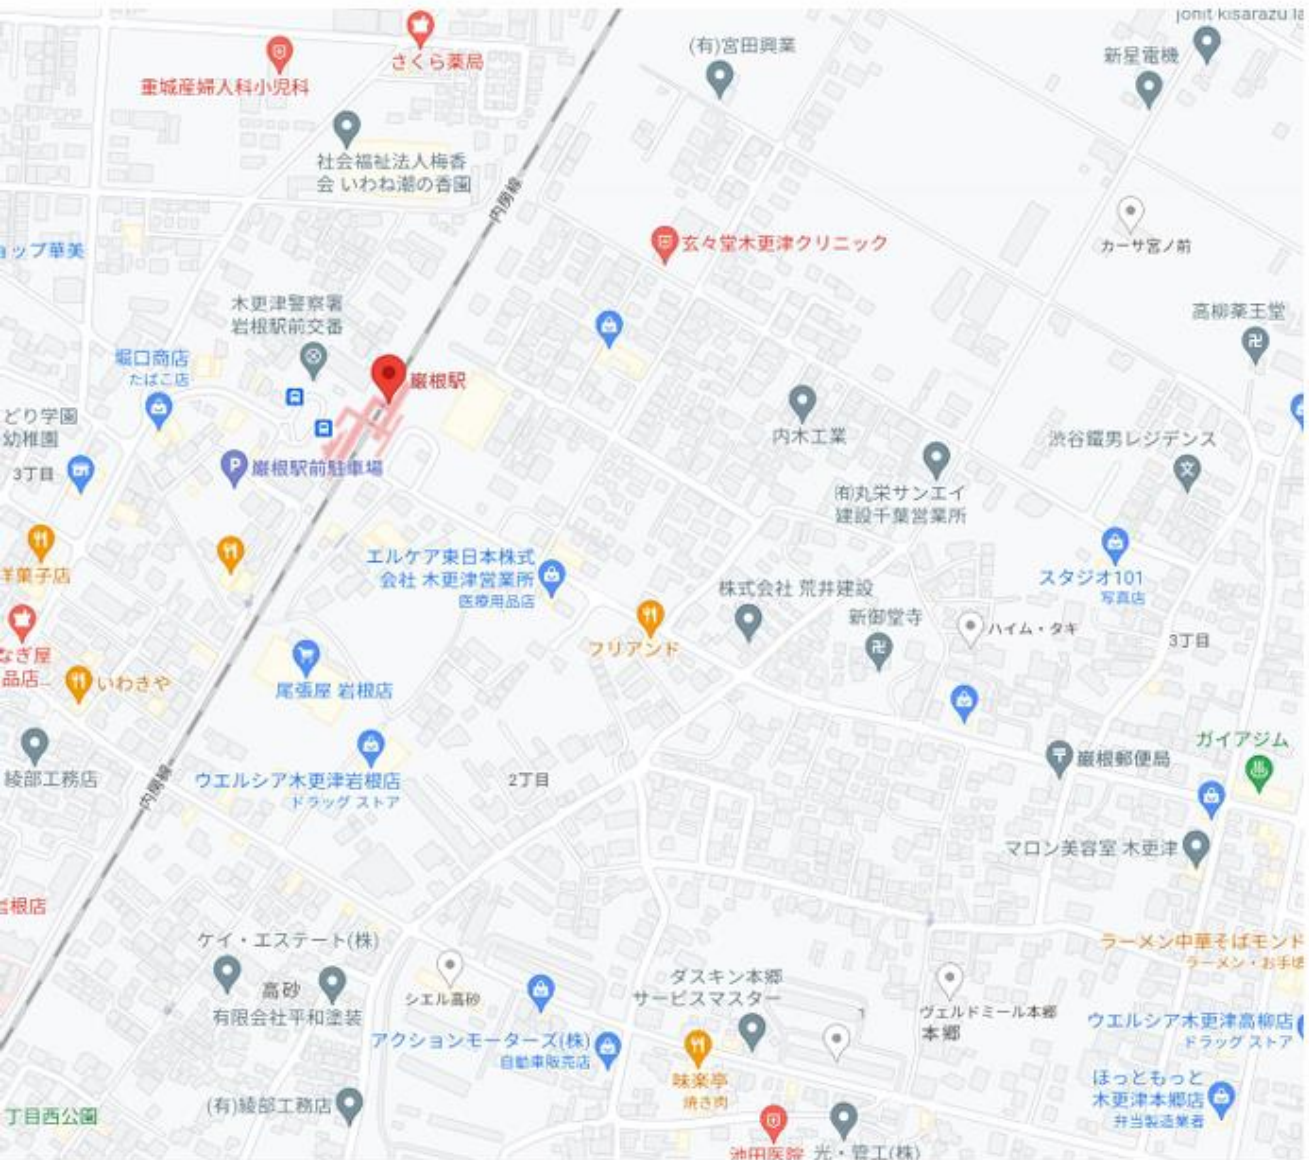 jonit kisarazu
(有)宮田興業
新星電機
さくら薬局
重城産婦人科小児科
社会福祉法人梅香
会 いわね潮の香園
内房線
玄々堂木更津クリニック
カーサ宮ノ前
ョップ華美
木更津警察署
岩根駅前交番
高柳薬王堂
堀口商店
たばこ店
巌根駅
どり学園
幼稚園
内木工業
渋谷鐵男レジデンス
3丁目
巌根駅前駐車場
(有)丸栄サンエイ
建設千葉営業所
洋菓子店
エルケア東日本株式
会社 木更津営業所
医療用品店
スタジオ101
写真店
株式会社 荒井建設
新御堂寺
ハイム・タキ
3丁目
フリアンド
なぎ屋
品店...
いわきや
尾張屋 岩根店
ガイアジム
綾部工務店
ウエルシア木更津岩根店
ドラッグ ストア
2丁目
巌根郵便局
内房線
マロン美容室 木更津
岩根店
ケイ・エステート(株)
高砂
有限会社平和塗装
シエル高砂
ダスキン本郷
サービスマスター
ラーメン中華そばモンド
ラーメン・お手頃
ヴェルドミール本郷
本郷
ウエルシア木更津高柳店
ドラッグ ストア
アクションモーターズ(株)
自動車販売店
味楽亭
焼き肉
ほっともっと
木更津本郷店
弁当製造業者
(有)綾部工務店
丁目西公園
池田医院
光・管工(株)